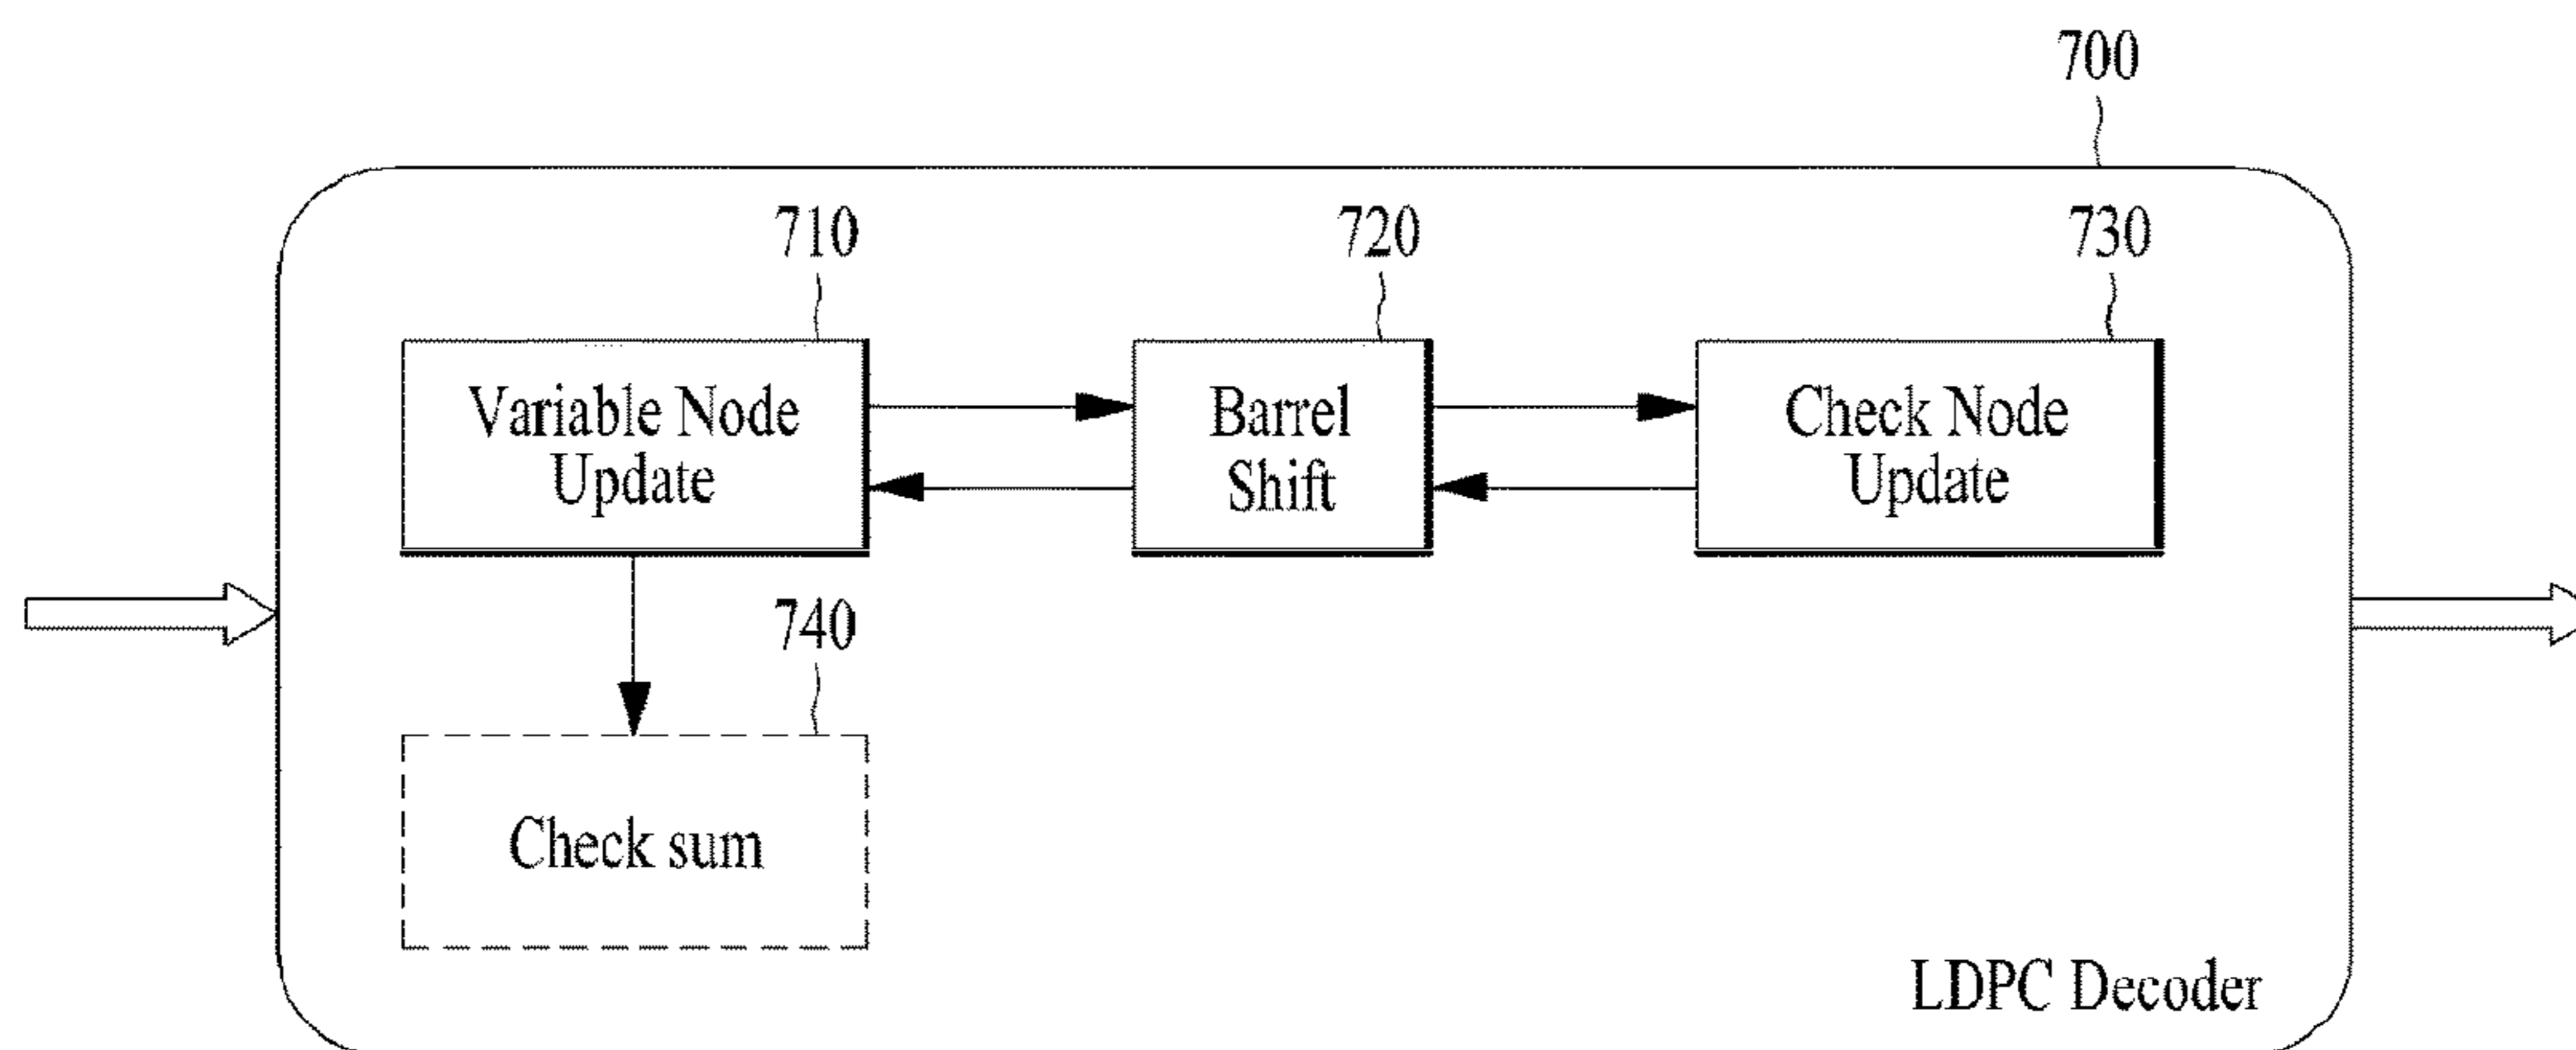 700
710
720
730
Variable Node
Update
Barrel
Shift
Check Node
Update
740
Check sum
LDPC Decoder